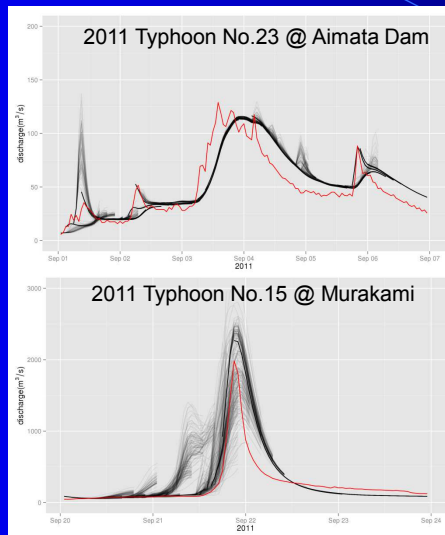 2011 Typhoon No.23 @ Aimata Dam
200
150
100
50
0
discharge(m³/s)
Sep 01 Sep 02 Sep 03 Sep 04 Sep 05 Sep 06 Sep 07
2011
2011 Typhoon No.15 @ Murakami
3000
2000
1000
0
discharge(m³/s)
Sep 20 Sep 21 Sep 22 Sep 23 Sep 24
2011